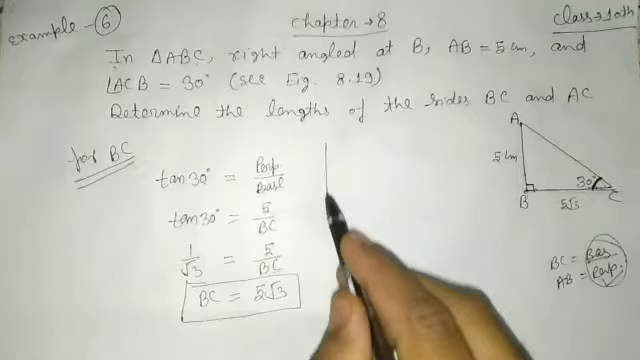 Example - 6
Chapter → 8
Class → 10th
In △ABC, right angled at B, AB = 5 cm, and
∠ACB = 30° (see Fig. 8.19)
Determine the lengths of the sides BC and AC
for BC
tan 30° = Perp. / Base
tan 30° = 5 / BC
1 / √3 = 5 / BC
BC = 5√3
A
5 cm
30°
B
C
5√3
BC = Bas
AB = Perp.